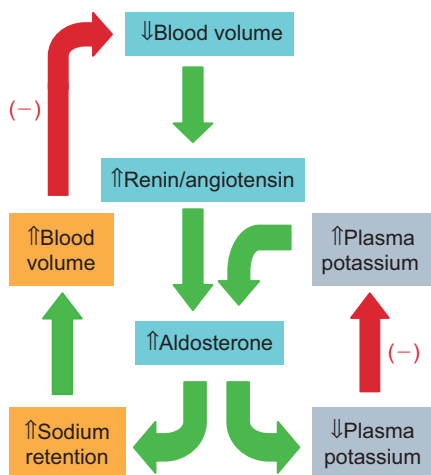 ⇓Blood volume
(−)
⇑Renin/angiotensin
⇑Blood
volume
⇑Plasma
potassium
⇑Aldosterone
(−)
⇑Sodium
retention
⇓Plasma
potassium